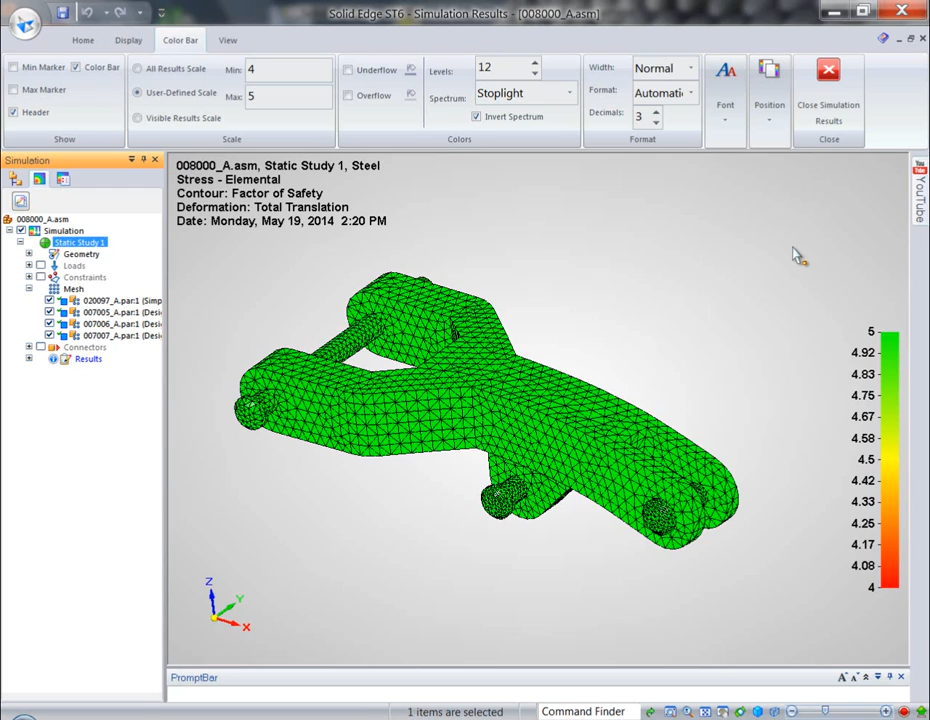 Solid Edge ST6 - Simulation Results - [008000_A.asm]
Home Display Color Bar View
Min Marker Color Bar
Max Marker
Header
Show
All Results Scale
User-Defined Scale
Visible Results Scale
Min: 4
Max: 5
Scale
Underflow
Overflow
Levels: 12
Spectrum: Stoplight
Invert Spectrum
Colors
Width: Normal
Format: Automatic
Decimals: 3
Format
Font
Position
Close Simulation
Results
Close
Simulation
008000_A.asm
Simulation
Static Study 1
Geometry
Loads
Constraints
Mesh
020097_A.par:1 (Simp
007005_A.par:1 (Desi
007006_A.par:1 (Desi
007007_A.par:1 (Desi
Connectors
Results
008000_A.asm, Static Study 1, Steel
Stress - Elemental
Contour: Factor of Safety
Deformation: Total Translation
Date: Monday, May 19, 2014 2:20 PM
5
4.92
4.83
4.75
4.67
4.58
4.5
4.42
4.33
4.25
4.17
4.08
4
Z
Y
X
You
Tube
YouTube
PromptBar
1 items are selected
Command Finder